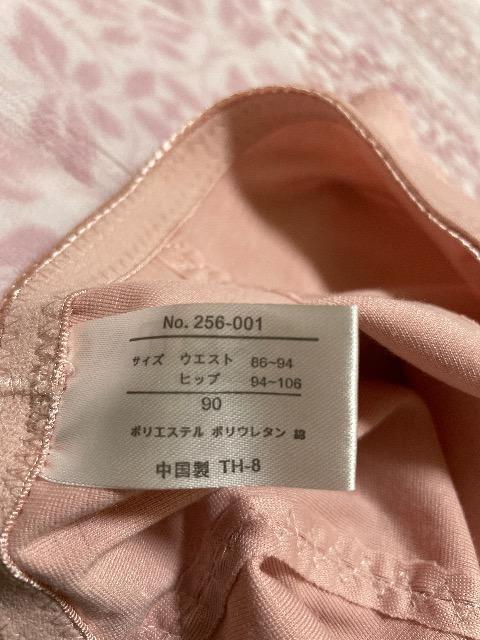 No. 256-001
サイズ ウエスト 86~94
ヒップ 94~106
90
ポリエステル ポリウレタン 綿
中国製 TH-8